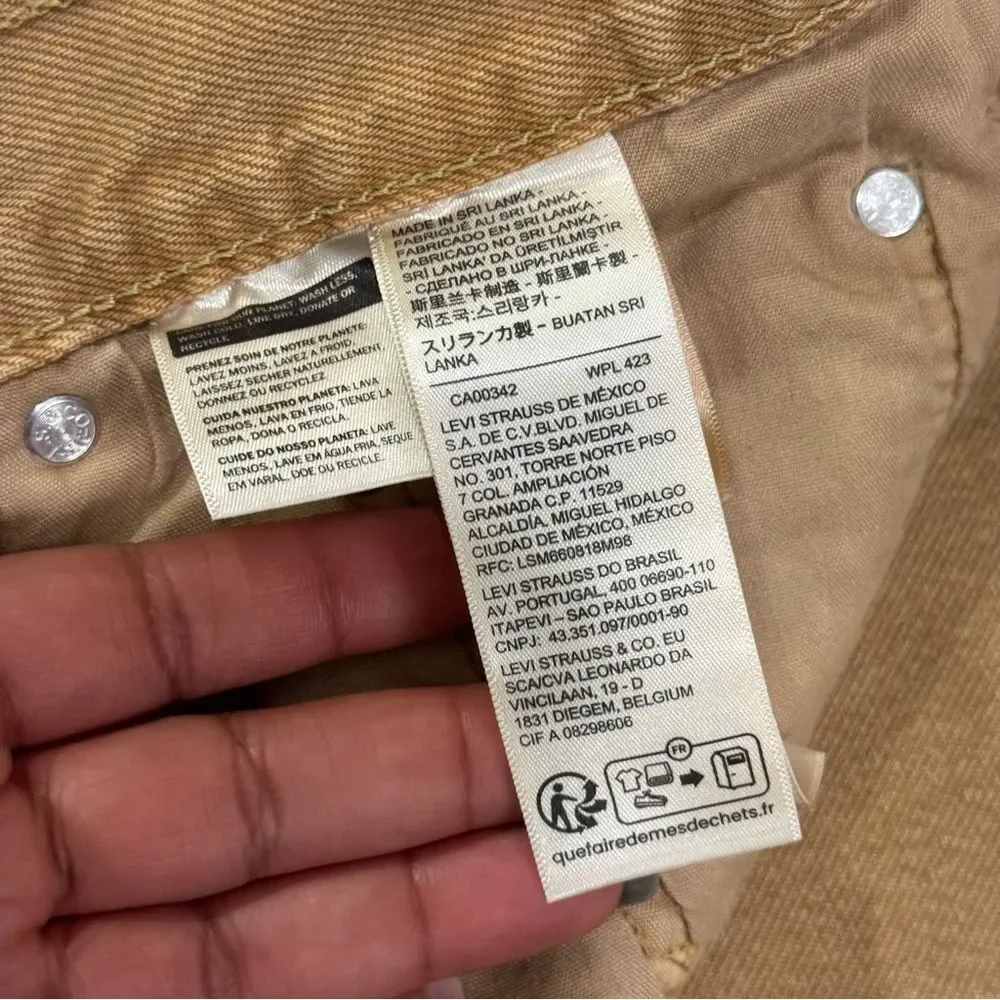 YOUR PLANET: WASH LESS,
WASH COLD, LINE DRY, DONATE OR
RECYCLE
PRENEZ SOIN DE NOTRE PLANETE:
LAVEZ MOINS, LAVEZ A FROID,
LAISSEZ SECHER NATURELLEMENT
DONNEZ OU RECYCLEZ
CUIDA NUESTRO PLANETA: LAVA
MENOS, LAVA EN FRIO, TIENDE LA
ROPA, DONA O RECICLA.
CUIDE DO NOSSO PLANETA: LAVE
MENOS, LAVE EM ÁGUA FRIA, SEQUE
EM VARAL, DOE OU RECICLE.
MADE IN SRI LANKA -
FABRIQUÉ AU SRI LANKA -
FABRICADO EN SRI LANKA -
FABRICADO NO SRI LANKA -
SRİ LANKA' DA ÜRETİLMİŞTİR
- СДЕЛАНО В ШРИ-ЛАНКЕ -
斯里兰卡制造 - 斯里蘭卡製 -
제조국:스리랑카 -
スリランカ製 - BUATAN SRI
LANKA
CA00342 WPL 423
LEVI STRAUSS DE MÉXICO
S.A. DE C.V.BLVD. MIGUEL DE
CERVANTES SAAVEDRA
NO. 301, TORRE NORTE PISO
7 COL. AMPLIACIÓN
GRANADA C.P. 11529
ALCALDÍA. MIGUEL HIDALGO
CIUDAD DE MÉXICO, MÉXICO
RFC: LSM660818M98
LEVI STRAUSS DO BRASIL
AV. PORTUGAL, 400 06690-110
ITAPEVI – SAO PAULO BRASIL
CNPJ: 43.351.097/0001-90
LEVI STRAUSS & CO. EU
SCA/CVA LEONARDO DA
VINCILAAN, 19 - D
1831 DIEGEM, BELGIUM
CIF A 08298606
FR
quefairedemesdechets.fr